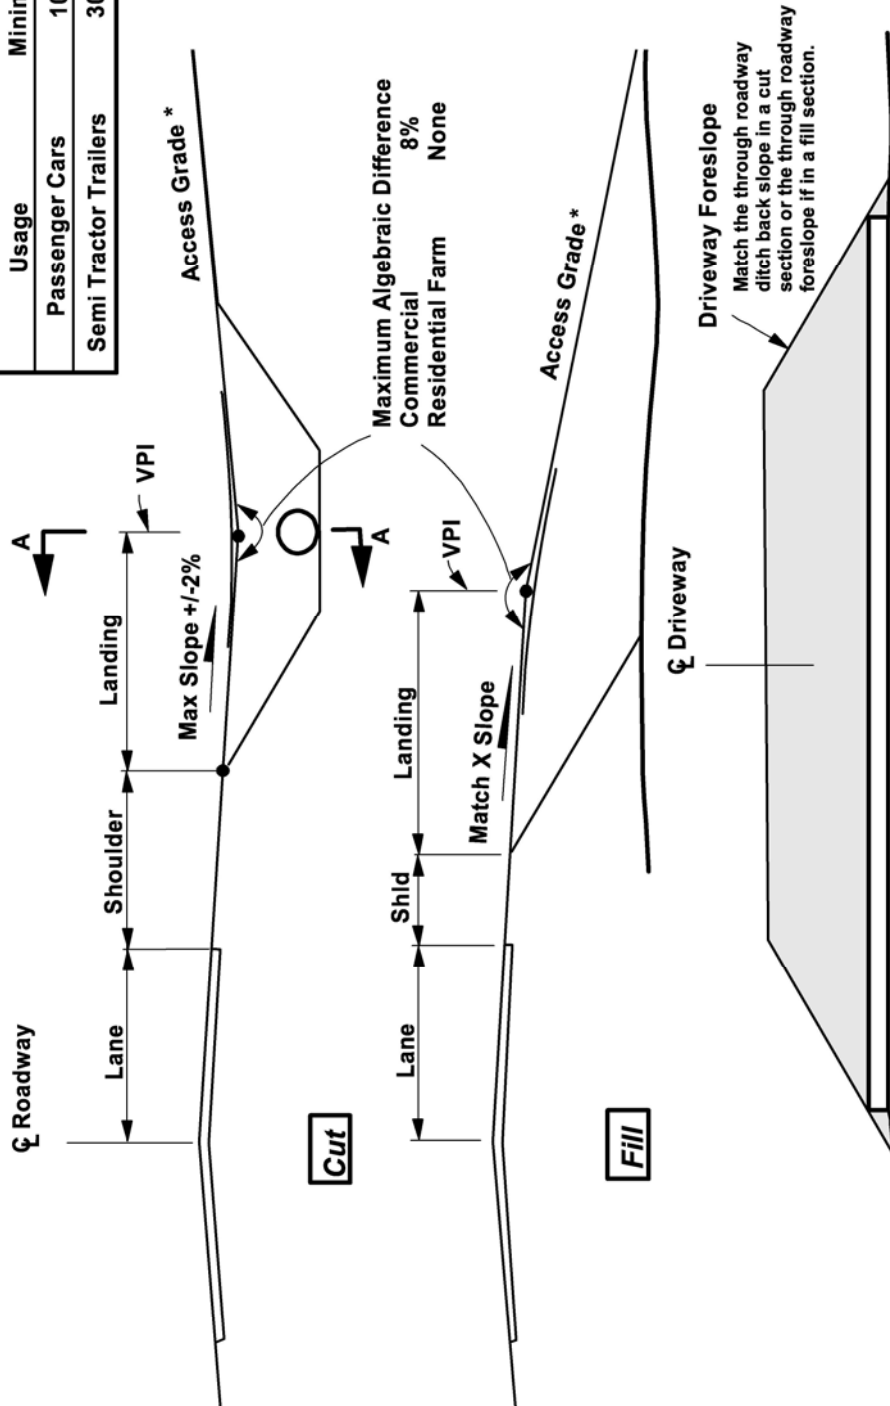 Usage
Passenger Cars
Semi Tractor Trailers
℄ Roadway
Lane
Shoulder
Landing
A
VPI
Max Slope +/-2%
Access Grade *
A
Cut
Maximum Algebraic Difference
Commercial 8%
Residential Farm None
Lane
Shld
Landing
VPI
Match X Slope
Access Grade *
Fill
℄ Driveway
Driveway Foreslope
Match the through roadway
ditch back slope in a cut
section or the through roadway
foreslope if in a fill section.